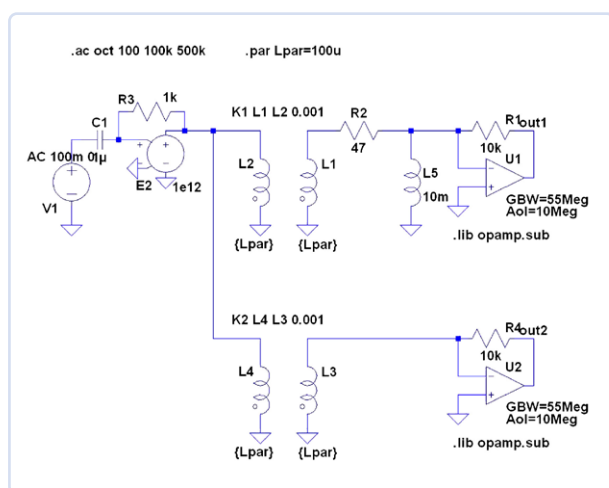 .ac oct 100 100k 500k
.par Lpar=100u
R3
1k
C1
AC 100m 0
.1µ
V1
E2
1e12
K1 L1 L2 0.001
L2
L1
{Lpar}
{Lpar}
R2
47
L5
10m
R1
out1
10k
U1
GBW=55Meg
Aol=10Meg
.lib opamp.sub
K2 L4 L3 0.001
L4
L3
{Lpar}
{Lpar}
R4
out2
10k
U2
GBW=55Meg
Aol=10Meg
.lib opamp.sub